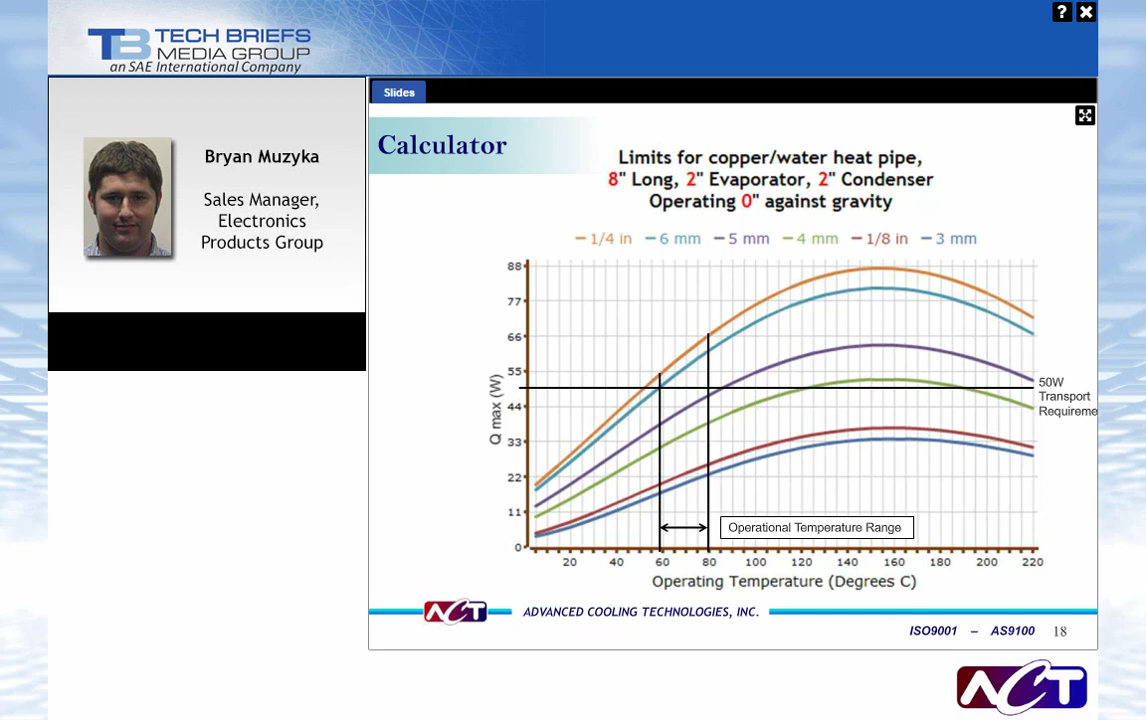 ? ×
TECH BRIEFS
MEDIA GROUP
an SAE International Company
TB
Slides
Bryan Muzyka
Sales Manager,
Electronics
Products Group
Calculator
Limits for copper/water heat pipe,
8" Long, 2" Evaporator, 2" Condenser
Operating 0" against gravity
1/4 in 6 mm 5 mm 4 mm 1/8 in 3 mm
88
77
66
55
44
33
22
11
0
Q max (W)
50W
Transport
Requireme
Operational Temperature Range
20 40 60 80 100 120 140 160 180 200 220
Operating Temperature (Degrees C)
ACT ADVANCED COOLING TECHNOLOGIES, INC.
ISO9001 – AS9100 18
ACT